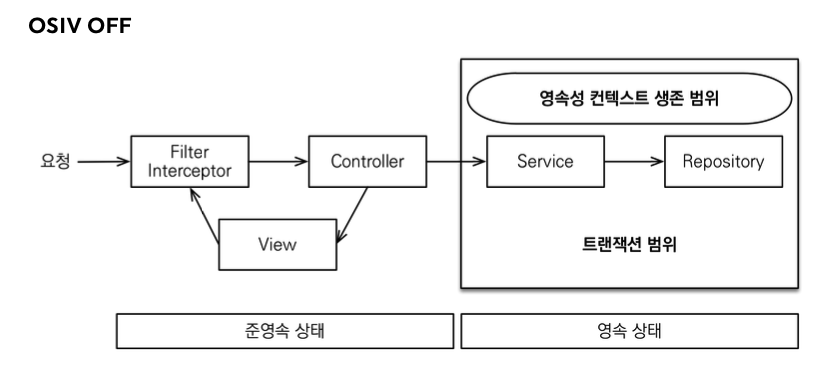 OSIV OFF
영속성 컨텍스트 생존 범위
요청
Filter
Interceptor
Controller
Service
Repository
View
트랜잭션 범위
준영속 상태
영속 상태